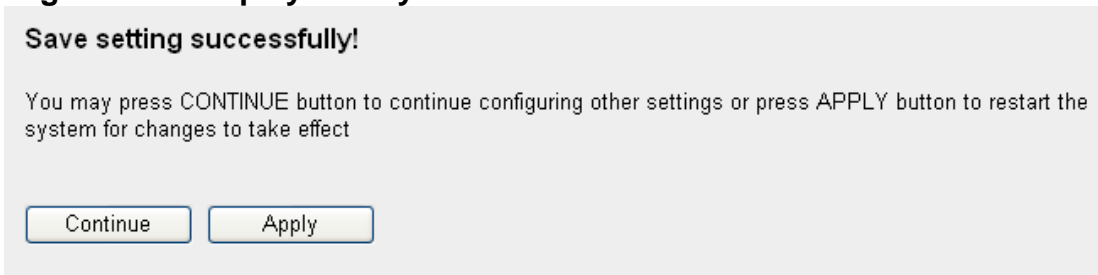 Save setting successfully!
You may press CONTINUE button to continue configuring other settings or press APPLY button to restart the
system for changes to take effect
Continue Apply